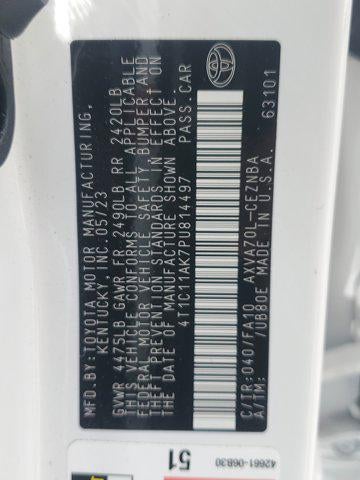 MFD.BY: TOYOTA MOTOR MANUFACTURING,
KENTUCKY, INC. 05/23
GVWR 4475LB GAWR FR 2490LB RR 2420LB
THIS VEHICLE CONFORMS TO ALL APPLICABLE
FEDERAL MOTOR VEHICLE SAFETY, BUMPER, AND
THEFT PREVENTION STANDARDS IN EFFECT ON
THE DATE OF MANUFACTURE SHOWN ABOVE.
4T1C11AK7PU814497 PASS.CAR
C/TR:040/FA10 AXVA70L-CEZNBA
A/TM: /UB80E MADE IN U.S.A. 63101
42661-06B30
51